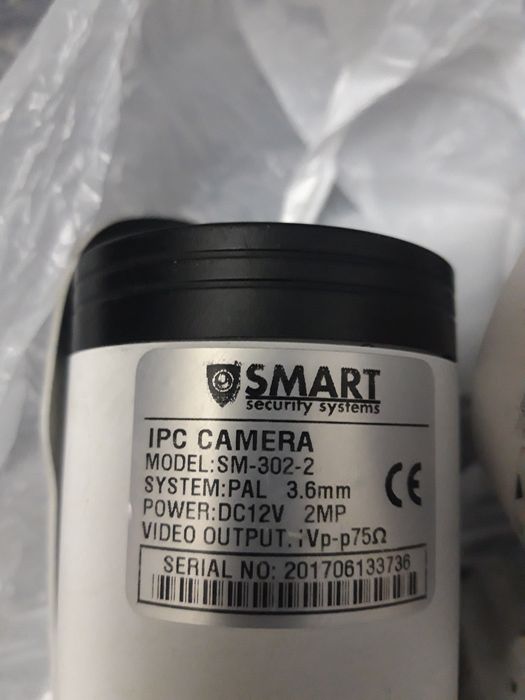 SMART
security systems
IPC CAMERA
MODEL:SM-302-2
SYSTEM:PAL 3.6mm
CE
POWER:DC12V 2MP
VIDEO OUTPUT.:Vp-p75Ω
SERIAL NO: 201706133736